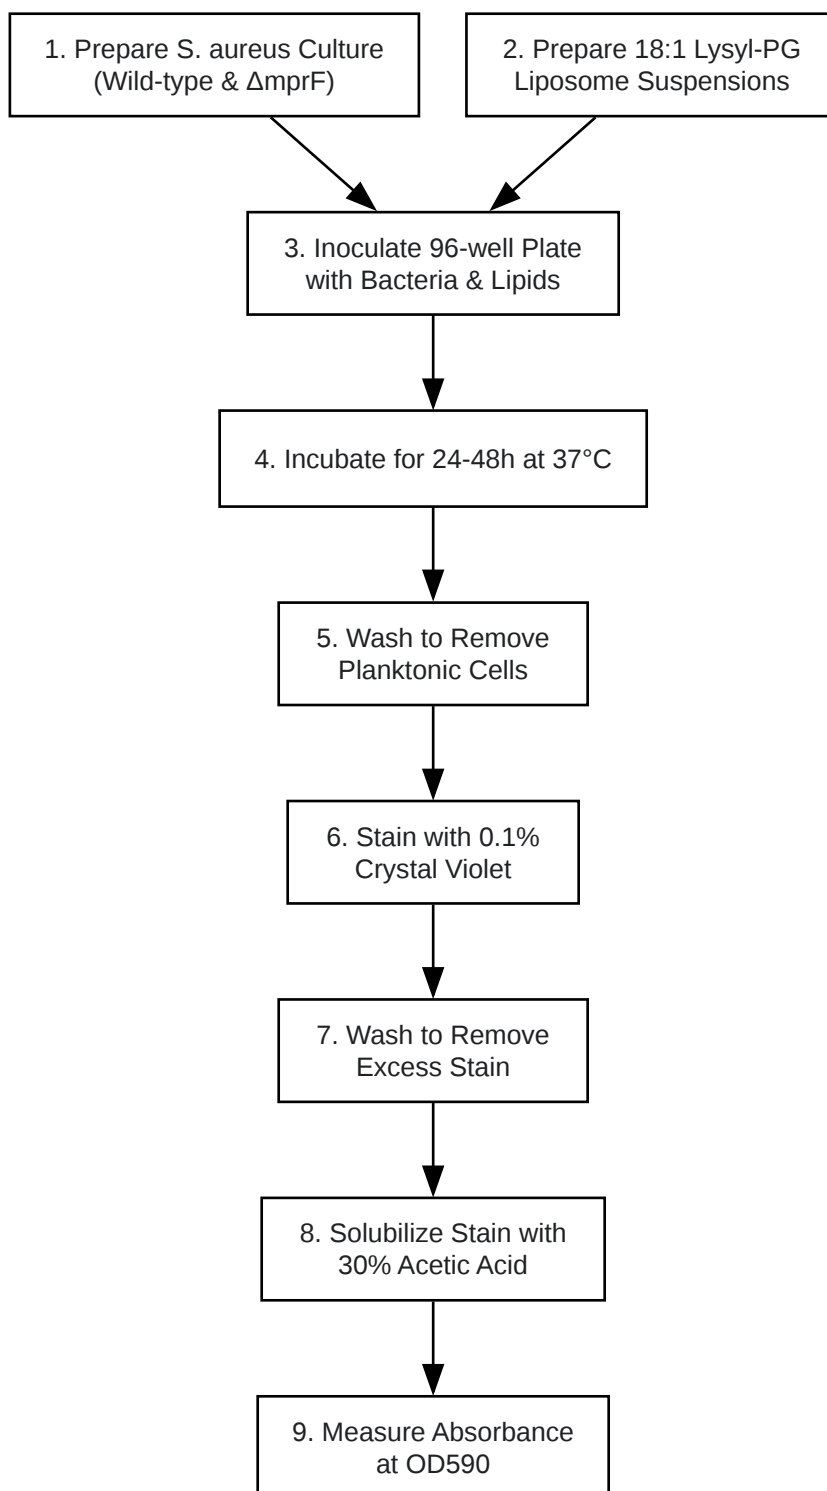 1. Prepare S. aureus Culture
(Wild-type & ΔmprF)
2. Prepare 18:1 Lysyl-PG
Liposome Suspensions
3. Inoculate 96-well Plate
with Bacteria & Lipids
4. Incubate for 24-48h at 37°C
5. Wash to Remove
Planktonic Cells
6. Stain with 0.1%
Crystal Violet
7. Wash to Remove
Excess Stain
8. Solubilize Stain with
30% Acetic Acid
9. Measure Absorbance
at OD590